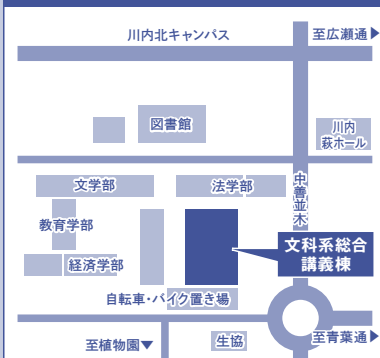 川内北キャンパス
至広瀬通▶
図書館
川内
萩ホール
文学部
法学部
中善並木
教育学部
文科系総合
講義棟
経済学部
自転車・バイク置き場
至植物園▼
生協
至青葉通▶